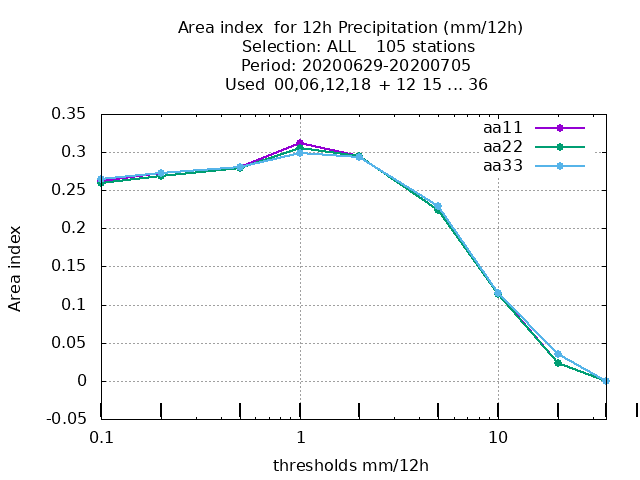 Area index  for 12h Precipitation (mm/12h)
Selection: ALL    105 stations
Period: 20200629-20200705
Used  00,06,12,18  + 12 15 ... 36
0.35
0.3
0.25
0.2
0.15
0.1
0.05
0
-0.05
Area index
aa11
aa22
aa33
0.1
1
10
thresholds mm/12h